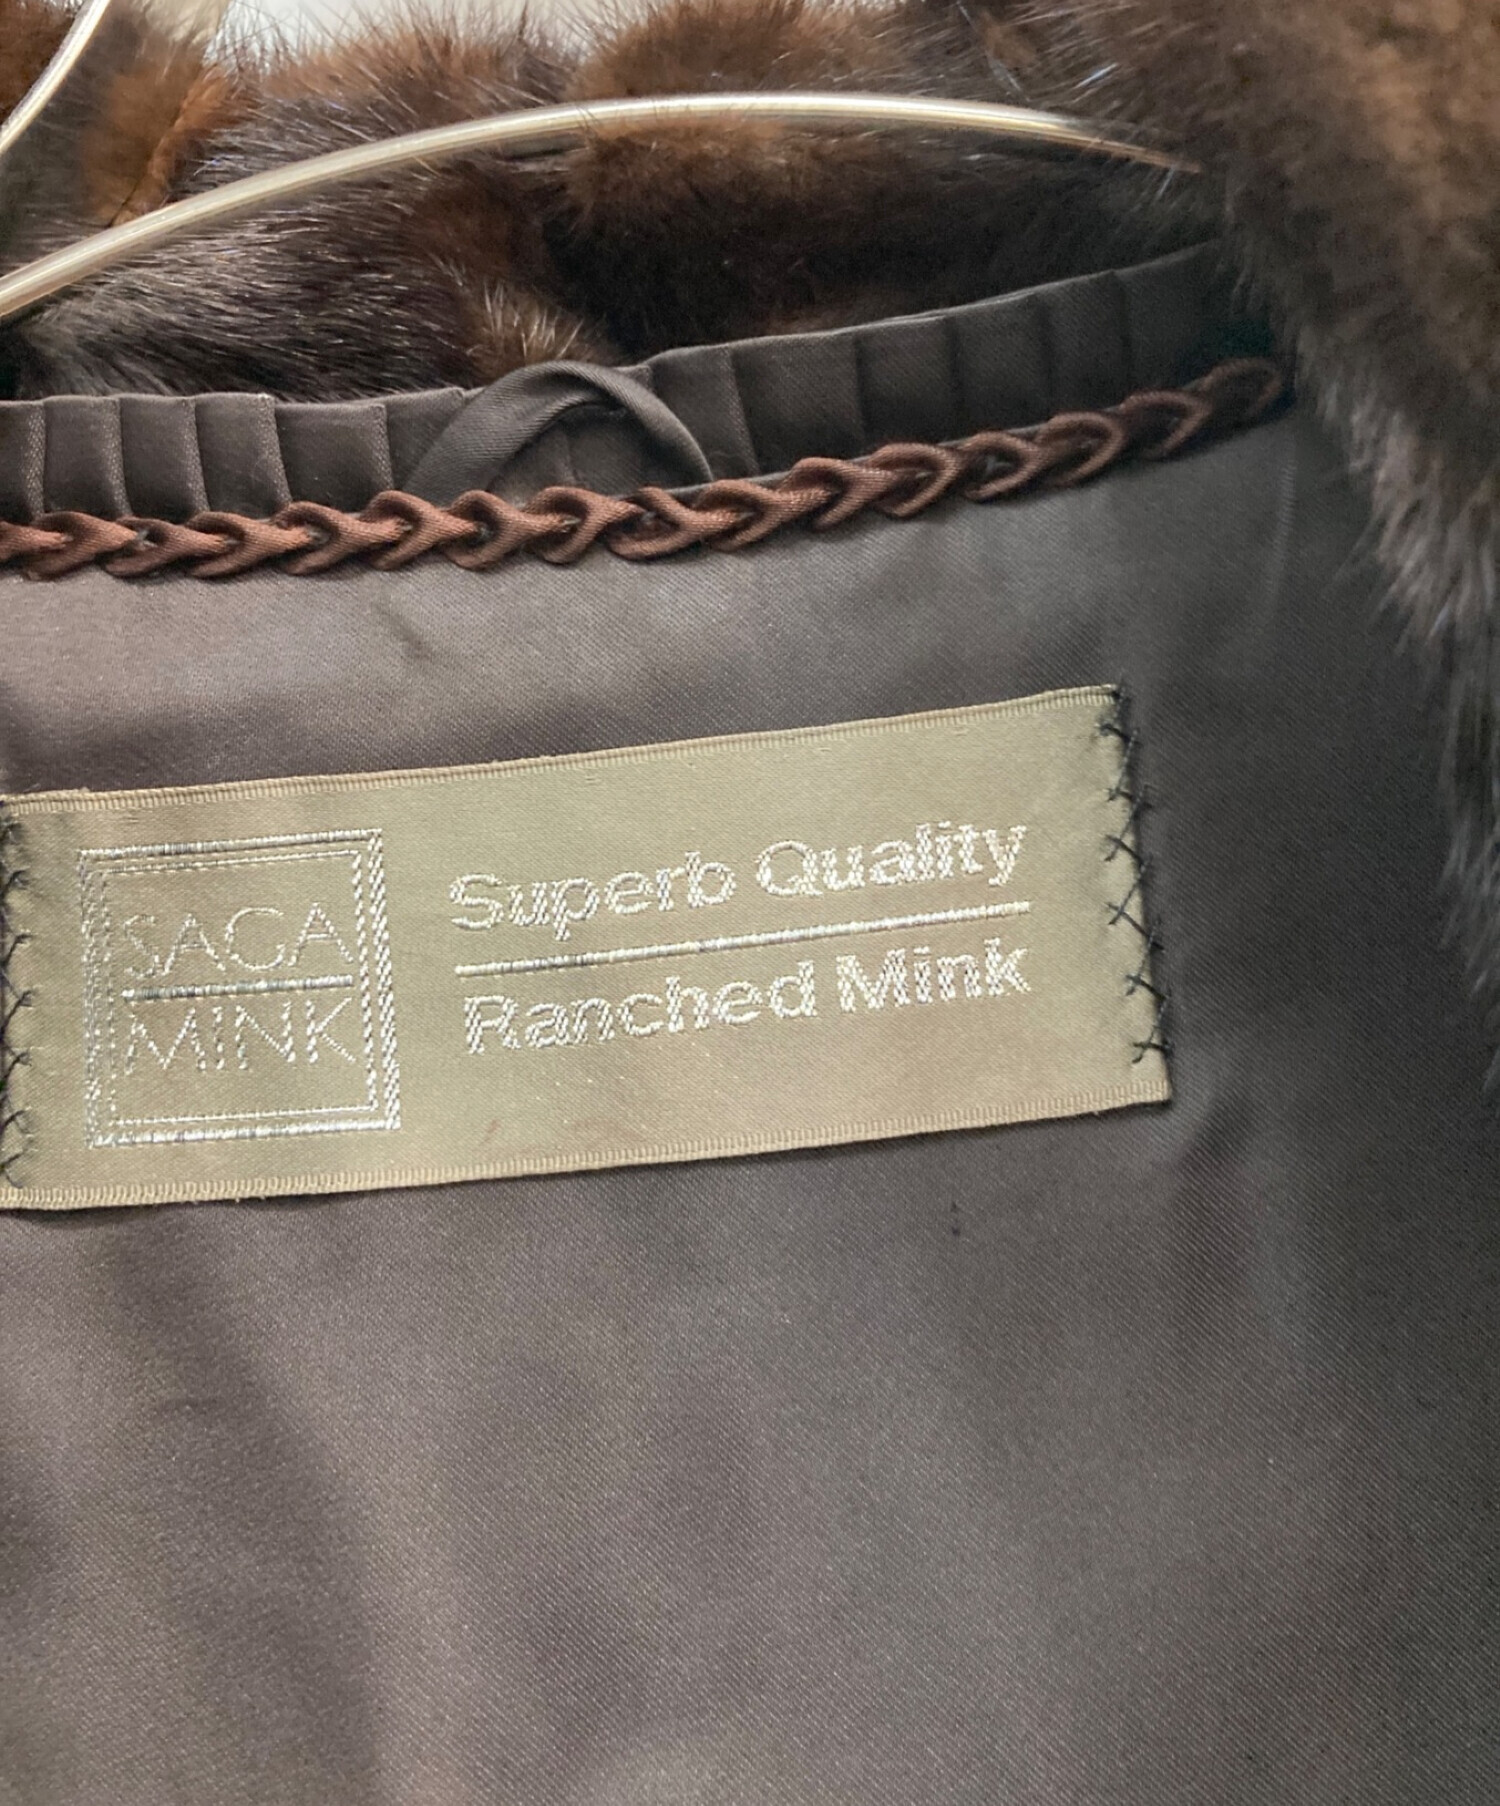 SAGA
MINK
Superb Quality
Ranched Mink